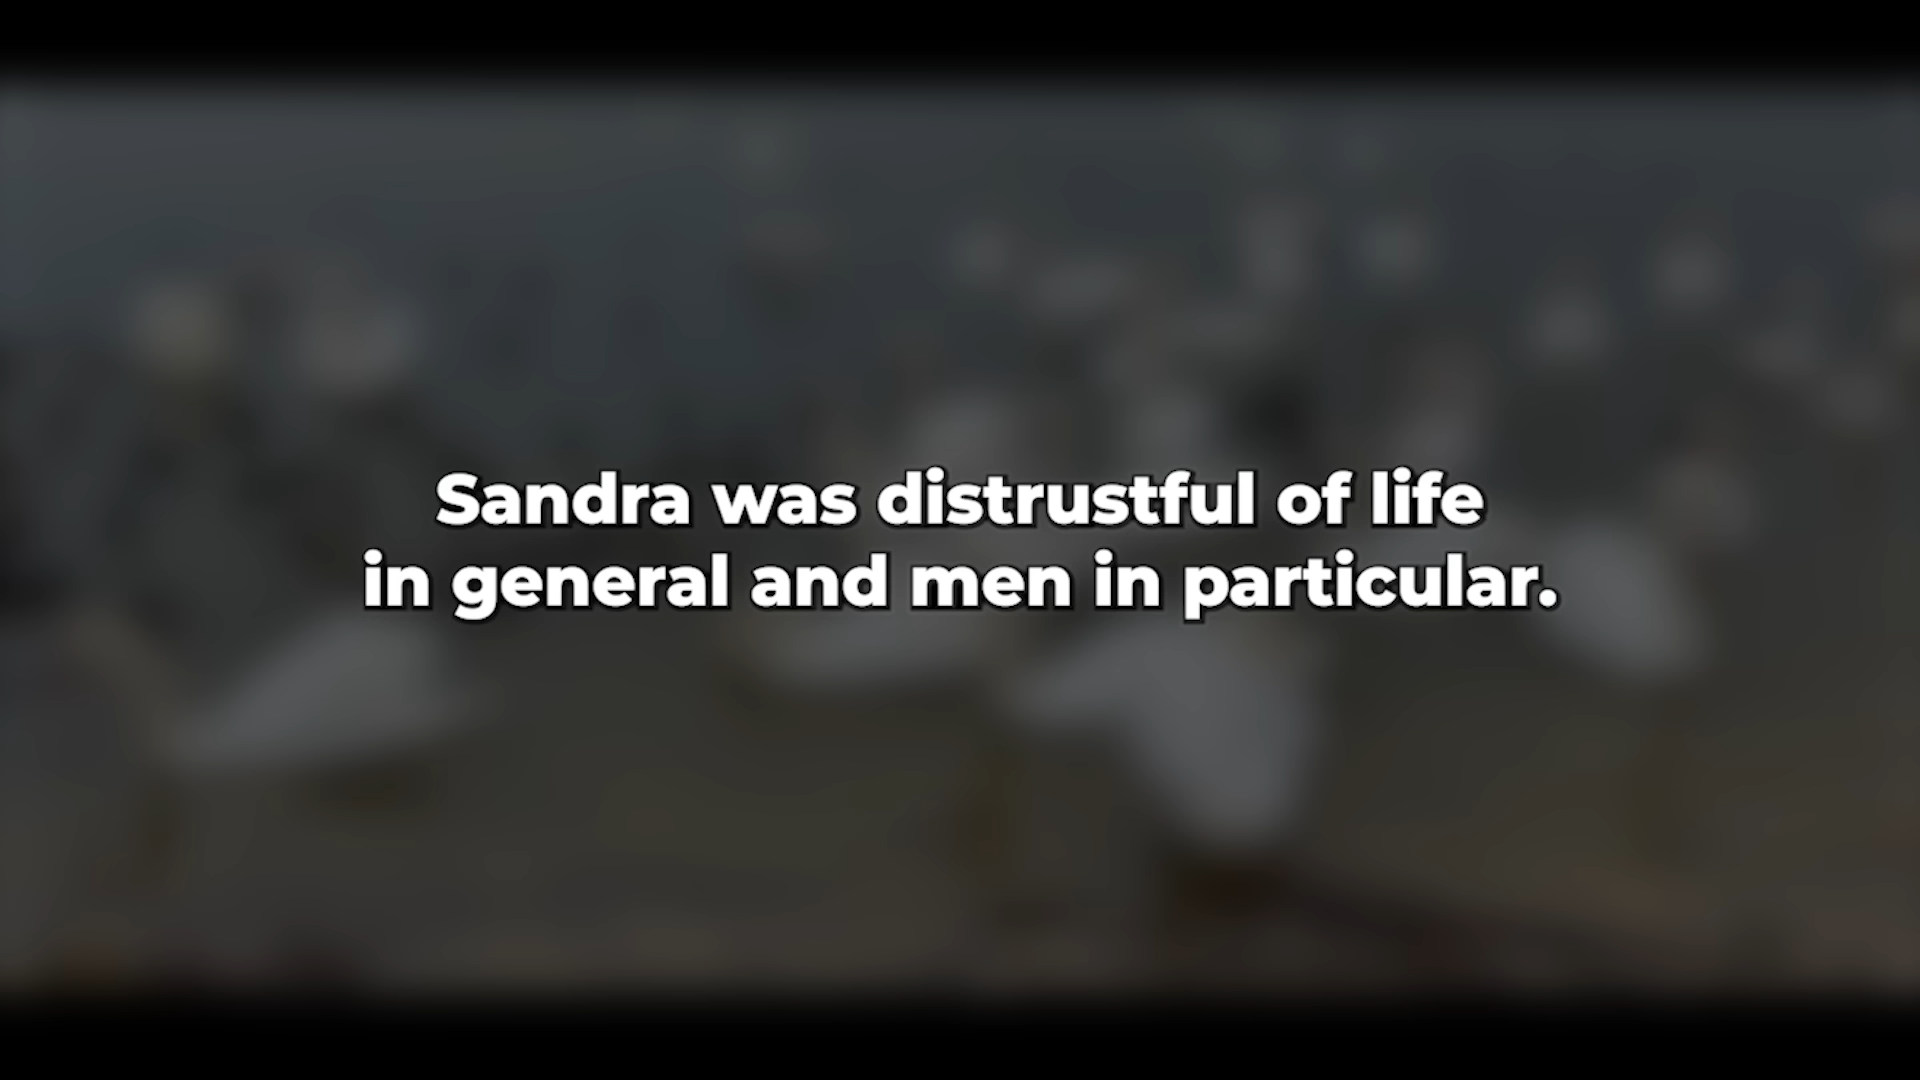 Sandra was distrustful of life
in general and men in particular.